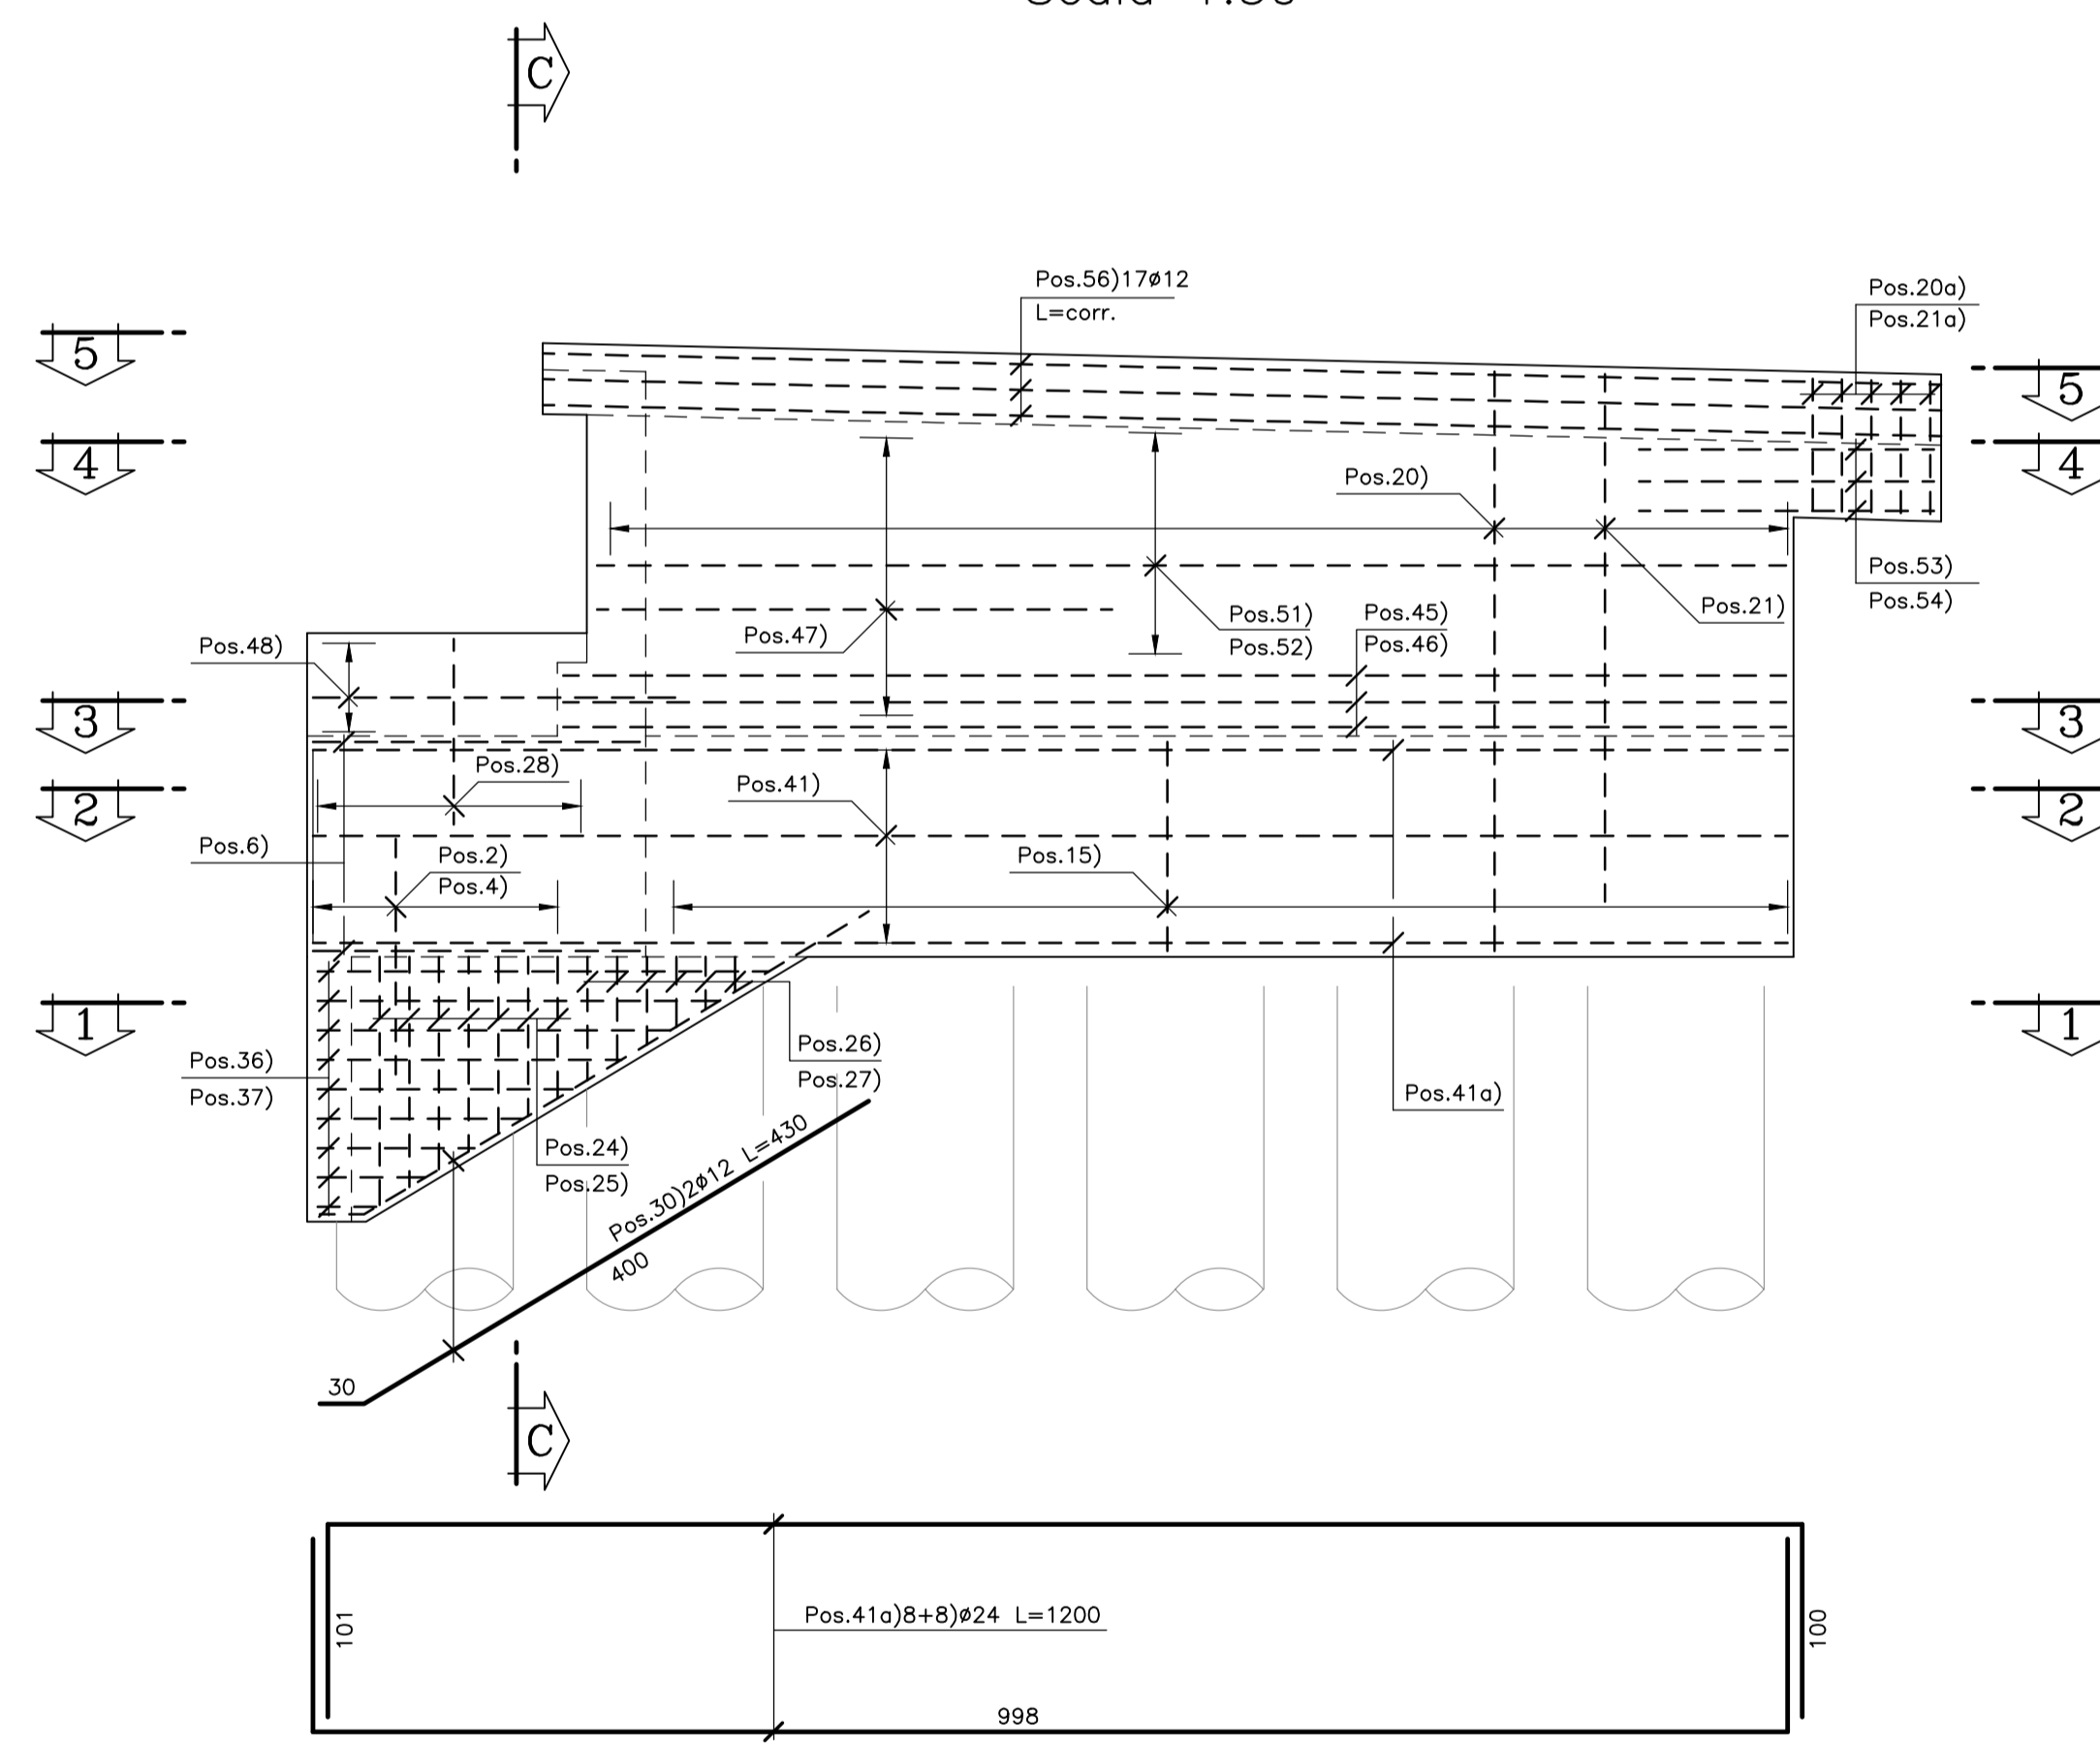 C
Pos.56)17ø12
L=corr.
Pos.20a)
Pos.21a)
5
5
4
4
Pos.20)
Pos.53)
Pos.54)
Pos.51)
Pos.52)
Pos.45)
Pos.46)
Pos.21)
Pos.47)
Pos.48)
3
3
Pos.28)
Pos.41)
2
2
Pos.6)
Pos.2)
Pos.4)
Pos.15)
1
1
Pos.36)
Pos.37)
Pos.26)
Pos.27)
Pos.41a)
Pos.24)
Pos.25)
Pos.30)2ø12 L=430
400
30
C
101
Pos.41a)8+8)ø24 L=1200
100
998